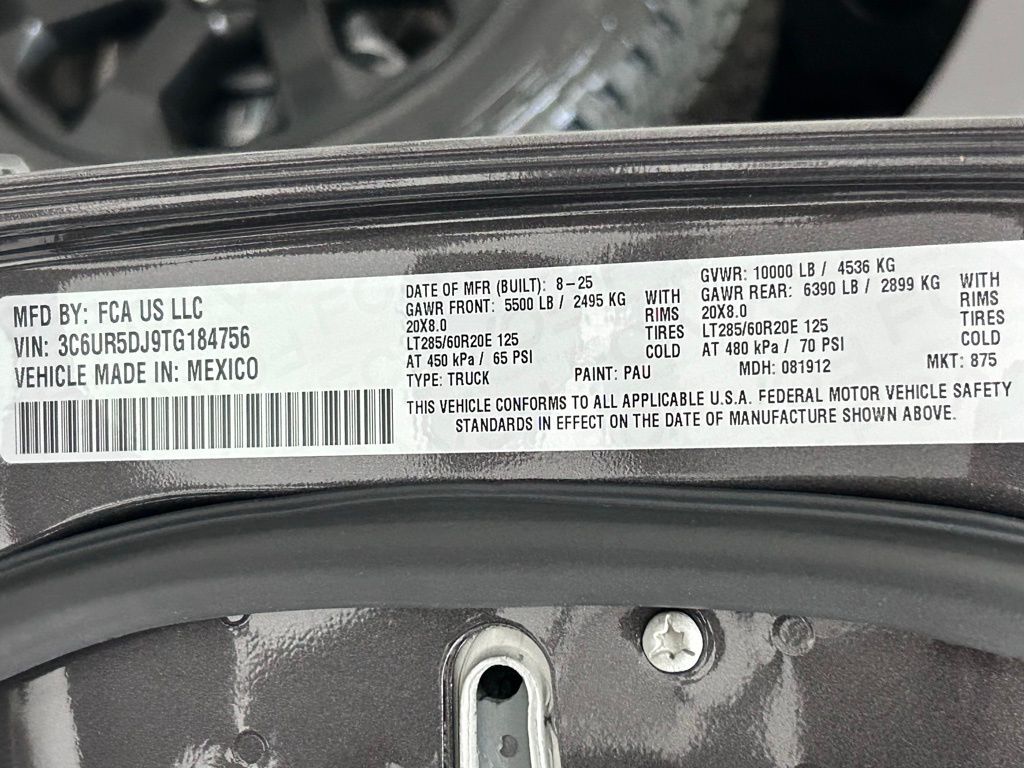 MFD BY: FCA US LLC
VIN: 3C6UR5DJ9TG184756
VEHICLE MADE IN: MEXICO
DATE OF MFR (BUILT): 8-25
GAWR FRONT: 5500 LB / 2495 KG
20X8.0
LT285/60R20E 125
AT 450 kPa / 65 PSI
WITH
RIMS
TIRES
COLD
GVWR: 10000 LB / 4536 KG
GAWR REAR: 6390 LB / 2899 KG
20X8.0
LT285/60R20E 125
AT 480 kPa / 70 PSI
WITH
RIMS
TIRES
COLD
TYPE: TRUCK PAINT: PAU MDH: 081912 MKT: 875
THIS VEHICLE CONFORMS TO ALL APPLICABLE U.S.A. FEDERAL MOTOR VEHICLE SAFETY
STANDARDS IN EFFECT ON THE DATE OF MANUFACTURE SHOWN ABOVE.